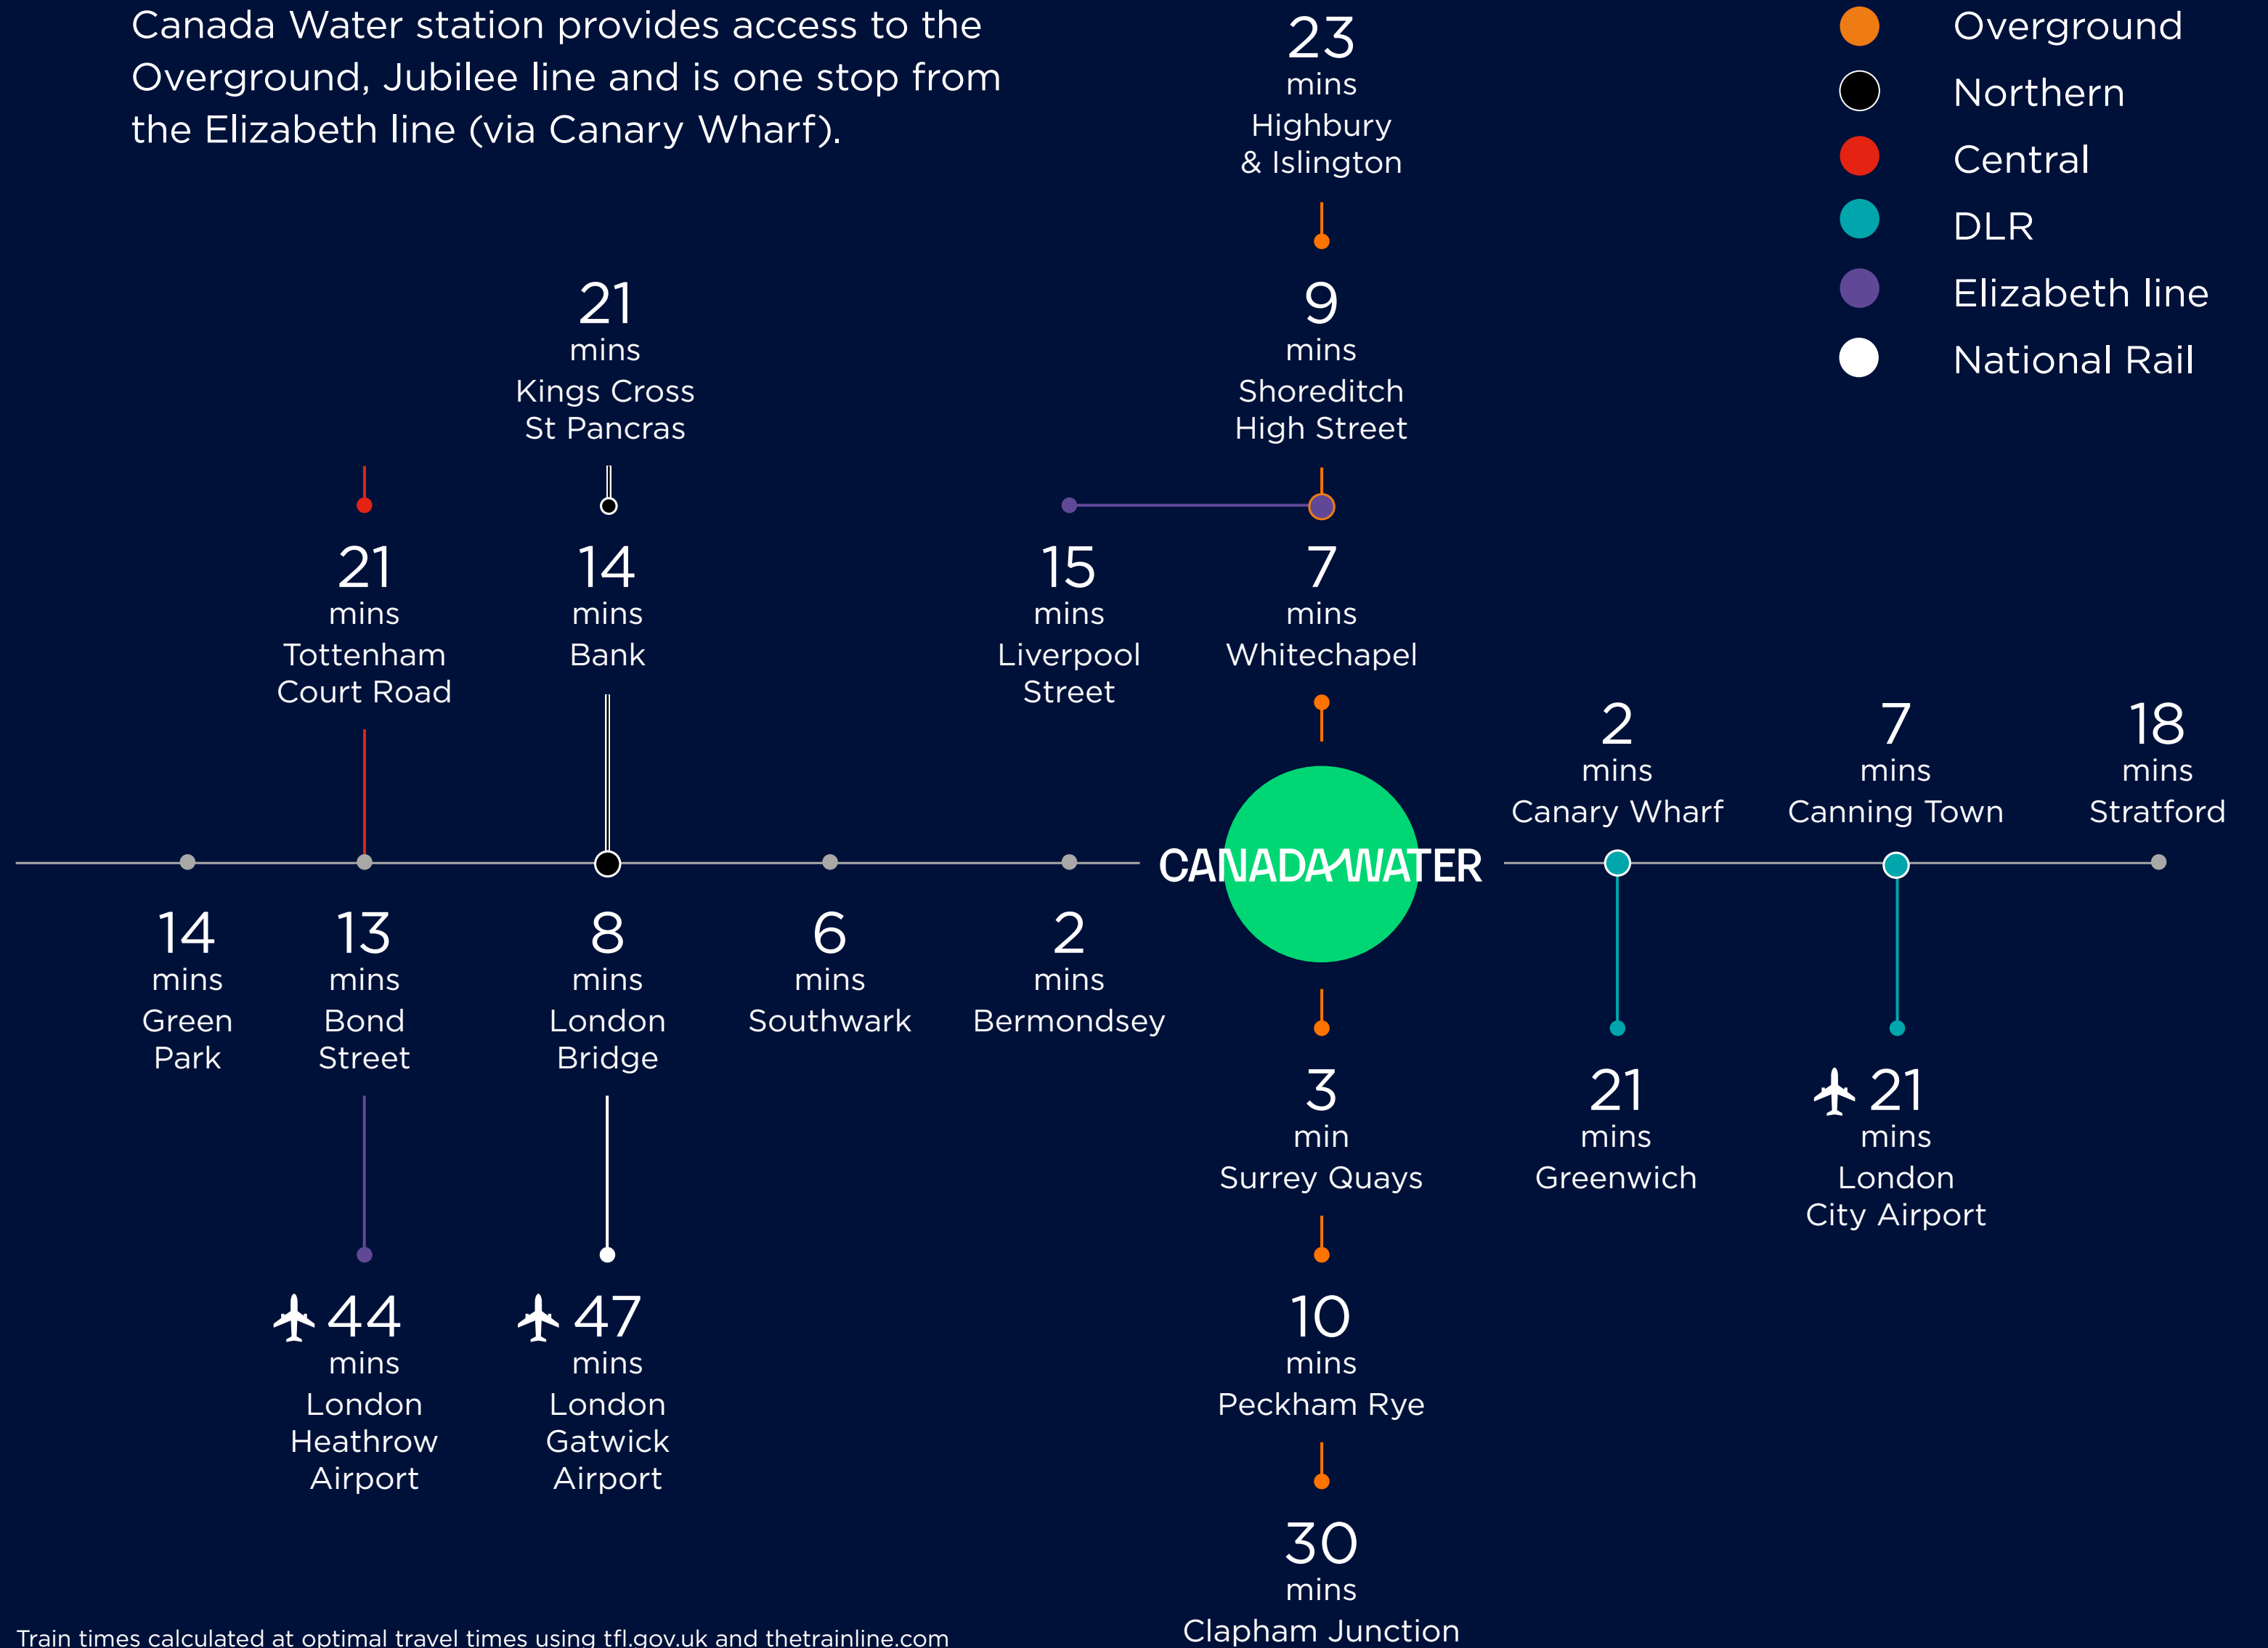 Canada Water station provides access to the
Overground, Jubilee line and is one stop from
the Elizabeth line (via Canary Wharf).
Overground
Northern
Central
DLR
Elizabeth line
National Rail
23
mins
Highbury
& Islington
21
mins
Kings Cross
St Pancras
9
mins
Shoreditch
High Street
21
mins
Tottenham
Court Road
14
mins
Bank
15
mins
Liverpool
Street
7
mins
Whitechapel
2
mins
Canary Wharf
7
mins
Canning Town
18
mins
Stratford
CANADA WATER
14
mins
Green
Park
13
mins
Bond
Street
8
mins
London
Bridge
6
mins
Southwark
2
mins
Bermondsey
3
min
Surrey Quays
21
mins
Greenwich
21
mins
London
City Airport
44
mins
London
Heathrow
Airport
47
mins
London
Gatwick
Airport
10
mins
Peckham Rye
30
mins
Clapham Junction
Train times calculated at optimal travel times using tfl.gov.uk and thetrainline.com